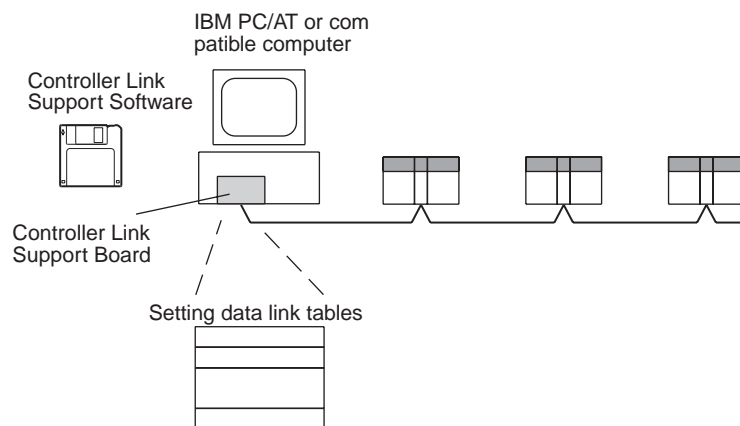 IBM PC/AT or com
patible computer
Controller Link
Support Software
Controller Link
Support Board
Setting data link tables